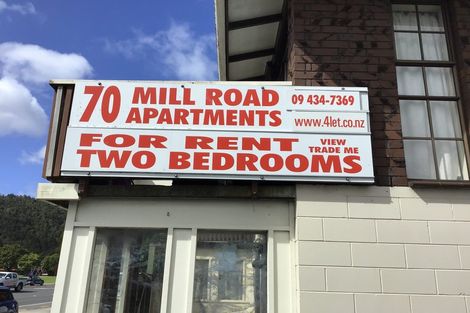 70 MILL ROAD APARTMENTS
09 434-7369
www.4let.co.nz
FOR RENT
TWO BEDROOMS
VIEW
TRADE ME